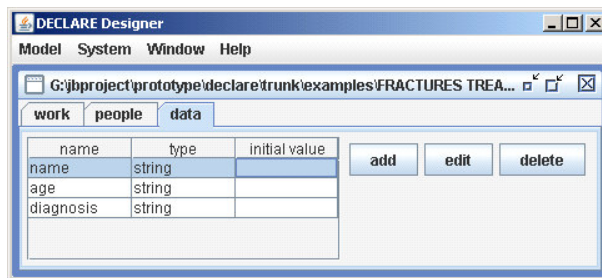 DECLARE Designer
Model System Window Help
G:\jbproject\prototype\declare\trunk\examples\FRACTURES TREA...
work people data
name type initial value
name string
age string
diagnosis string
add edit delete